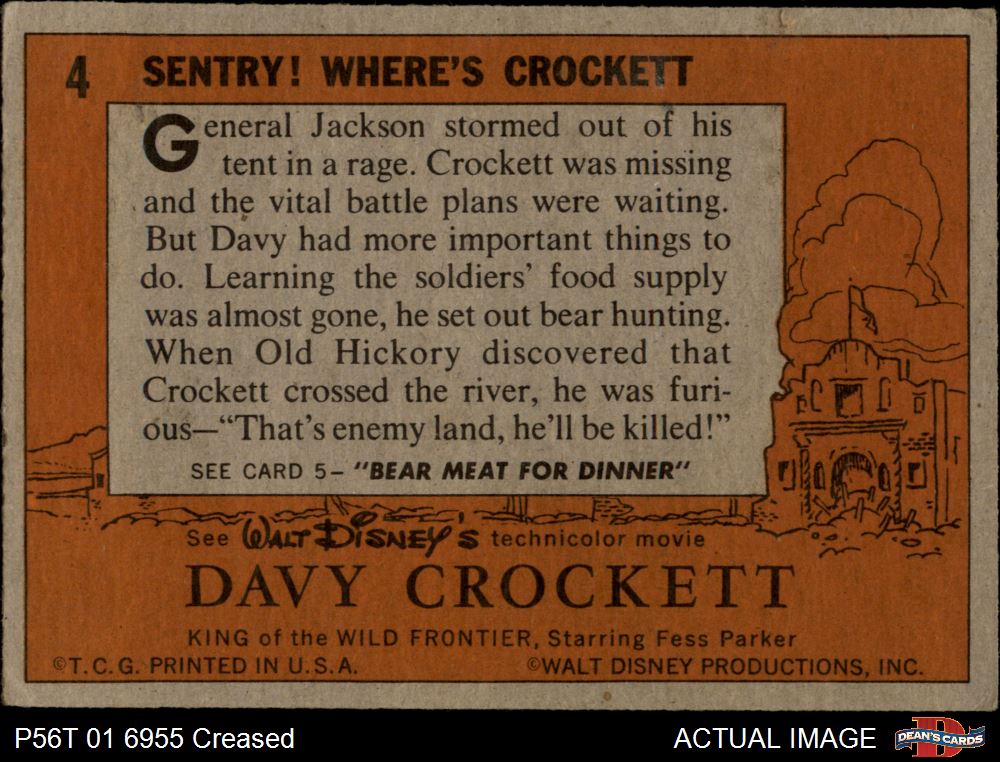 4 SENTRY! WHERE'S CROCKETT
General Jackson stormed out of his
tent in a rage. Crockett was missing
and the vital battle plans were waiting.
But Davy had more important things to
do. Learning the soldiers' food supply
was almost gone, he set out bear hunting.
When Old Hickory discovered that
Crockett crossed the river, he was furi-
ous—"That's enemy land, he'll be killed!"
SEE CARD 5– "BEAR MEAT FOR DINNER"
See WALT DISNEY'S technicolor movie
DAVY CROCKETT
KING of the WILD FRONTIER, Starring Fess Parker
©T.C.G. PRINTED IN U.S.A. ©WALT DISNEY PRODUCTIONS, INC.
P56T 01 6955 Creased ACTUAL IMAGE D DEAN'S CARDS